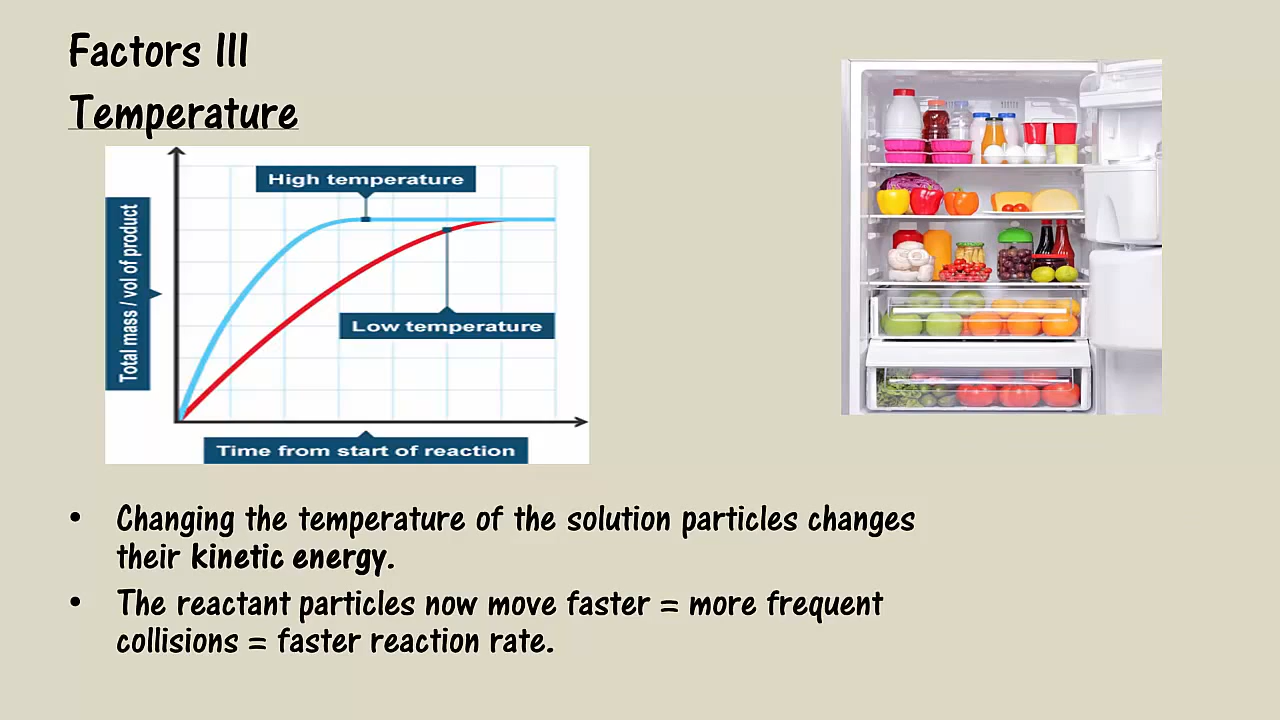 Factors III
Temperature
High temperature
Total mass / vol of product
Low temperature
Time from start of reaction
• Changing the temperature of the solution particles changes
their kinetic energy.
• The reactant particles now move faster = more frequent
collisions = faster reaction rate.